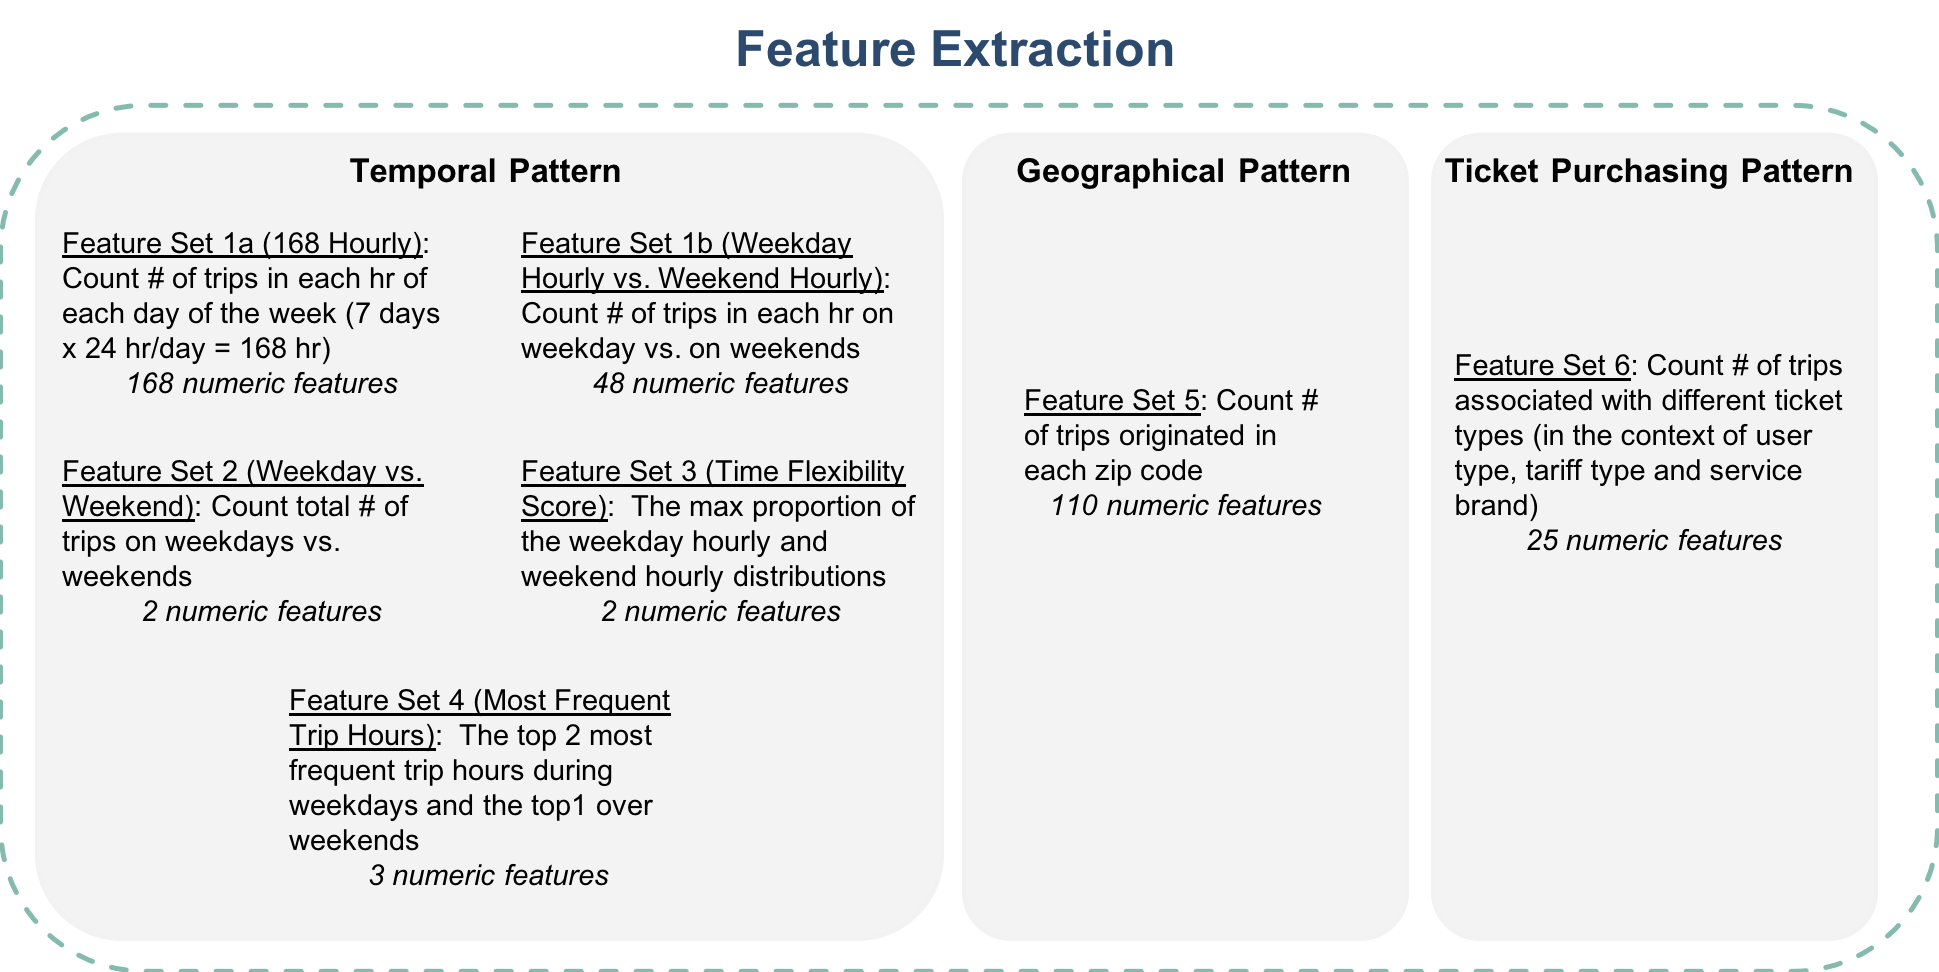 Feature Extraction
Temporal Pattern
Feature Set 1a (168 Hourly):
Count # of trips in each hr of
each day of the week (7 days
x 24 hr/day = 168 hr)
168 numeric features
Feature Set 1b (Weekday
Hourly vs. Weekend Hourly):
Count # of trips in each hr on
weekday vs. on weekends
48 numeric features
Feature Set 2 (Weekday vs.
Weekend): Count total # of
trips on weekdays vs.
weekends
2 numeric features
Feature Set 3 (Time Flexibility
Score):  The max proportion of
the weekday hourly and
weekend hourly distributions
2 numeric features
Feature Set 4 (Most Frequent
Trip Hours):  The top 2 most
frequent trip hours during
weekdays and the top1 over
weekends
3 numeric features
Geographical Pattern
Feature Set 5: Count #
of trips originated in
each zip code
110 numeric features
Ticket Purchasing Pattern
Feature Set 6: Count # of trips
associated with different ticket
types (in the context of user
type, tariff type and service
brand)
25 numeric features